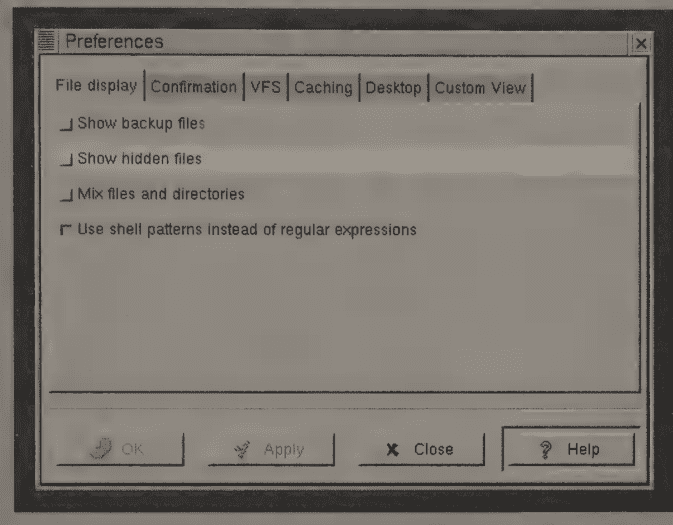 Preferences
File display Confirmation VFS Caching Desktop Custom View
Show backup files
Show hidden files
Mix files and directories
Use shell patterns instead of regular expressions
OK Apply Close Help